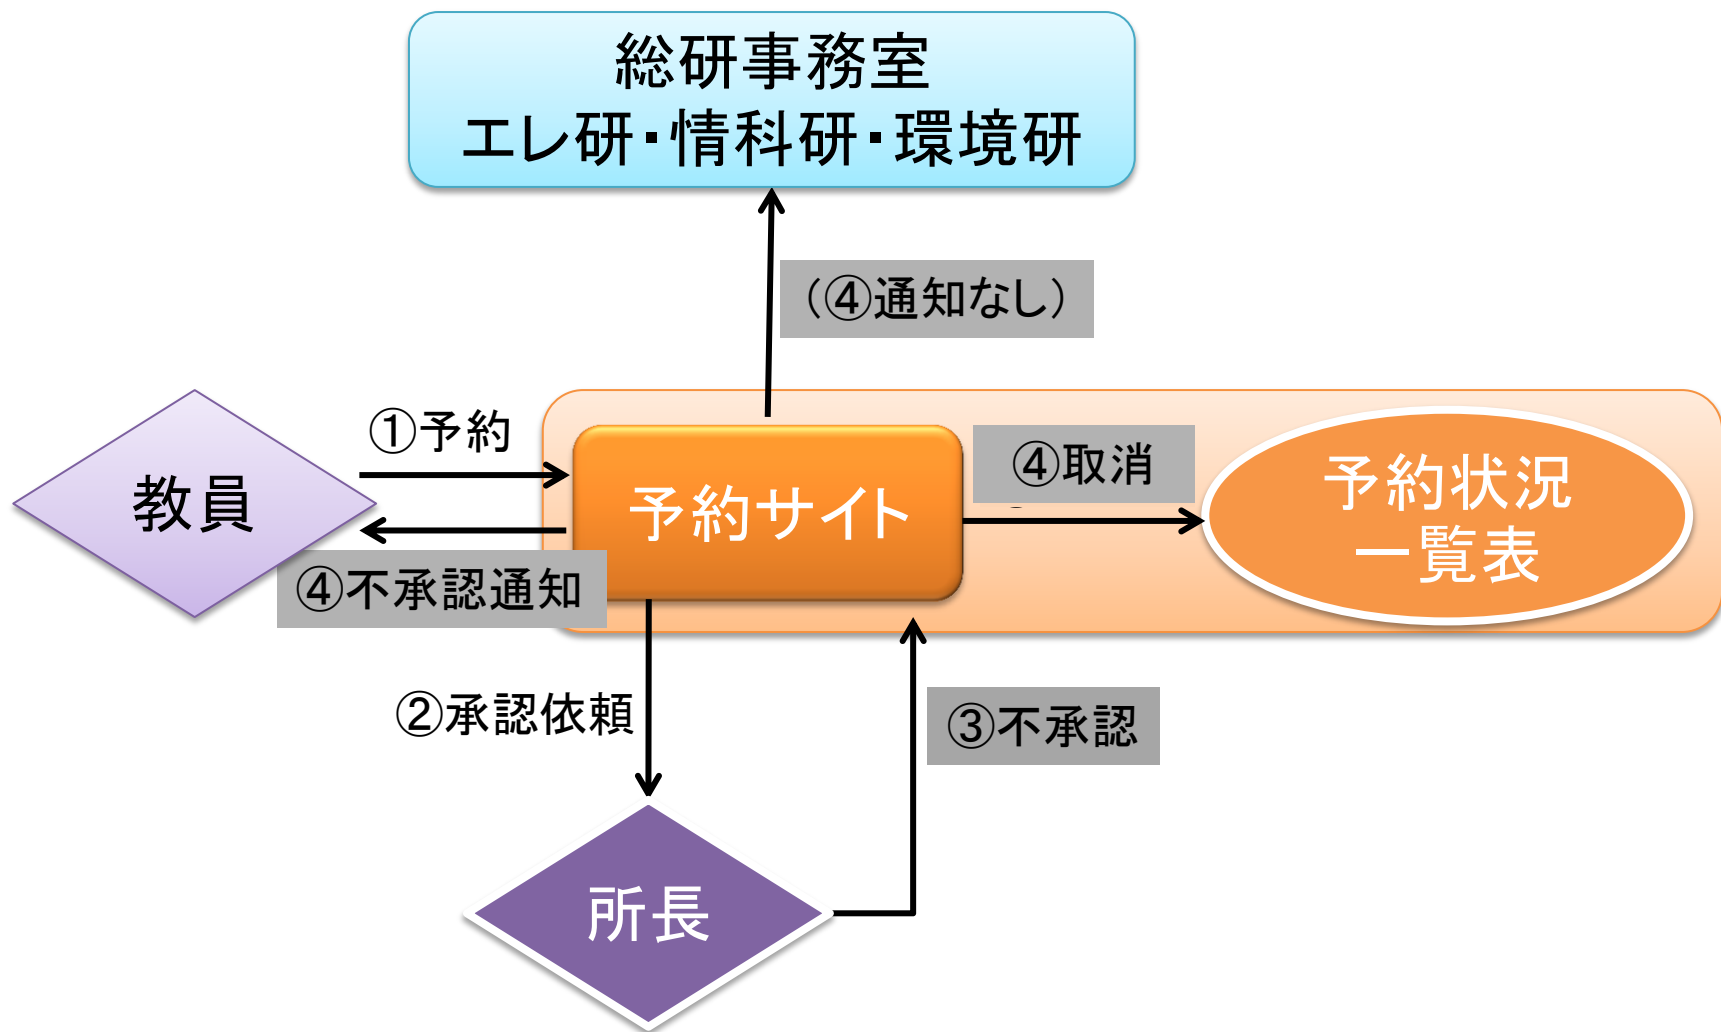 総研事務室
エレ研・情科研・環境研
（④通知なし）
①予約
教員
予約サイト
④取消
予約状況
一覧表
④不承認通知
②承認依頼
③不承認
所長